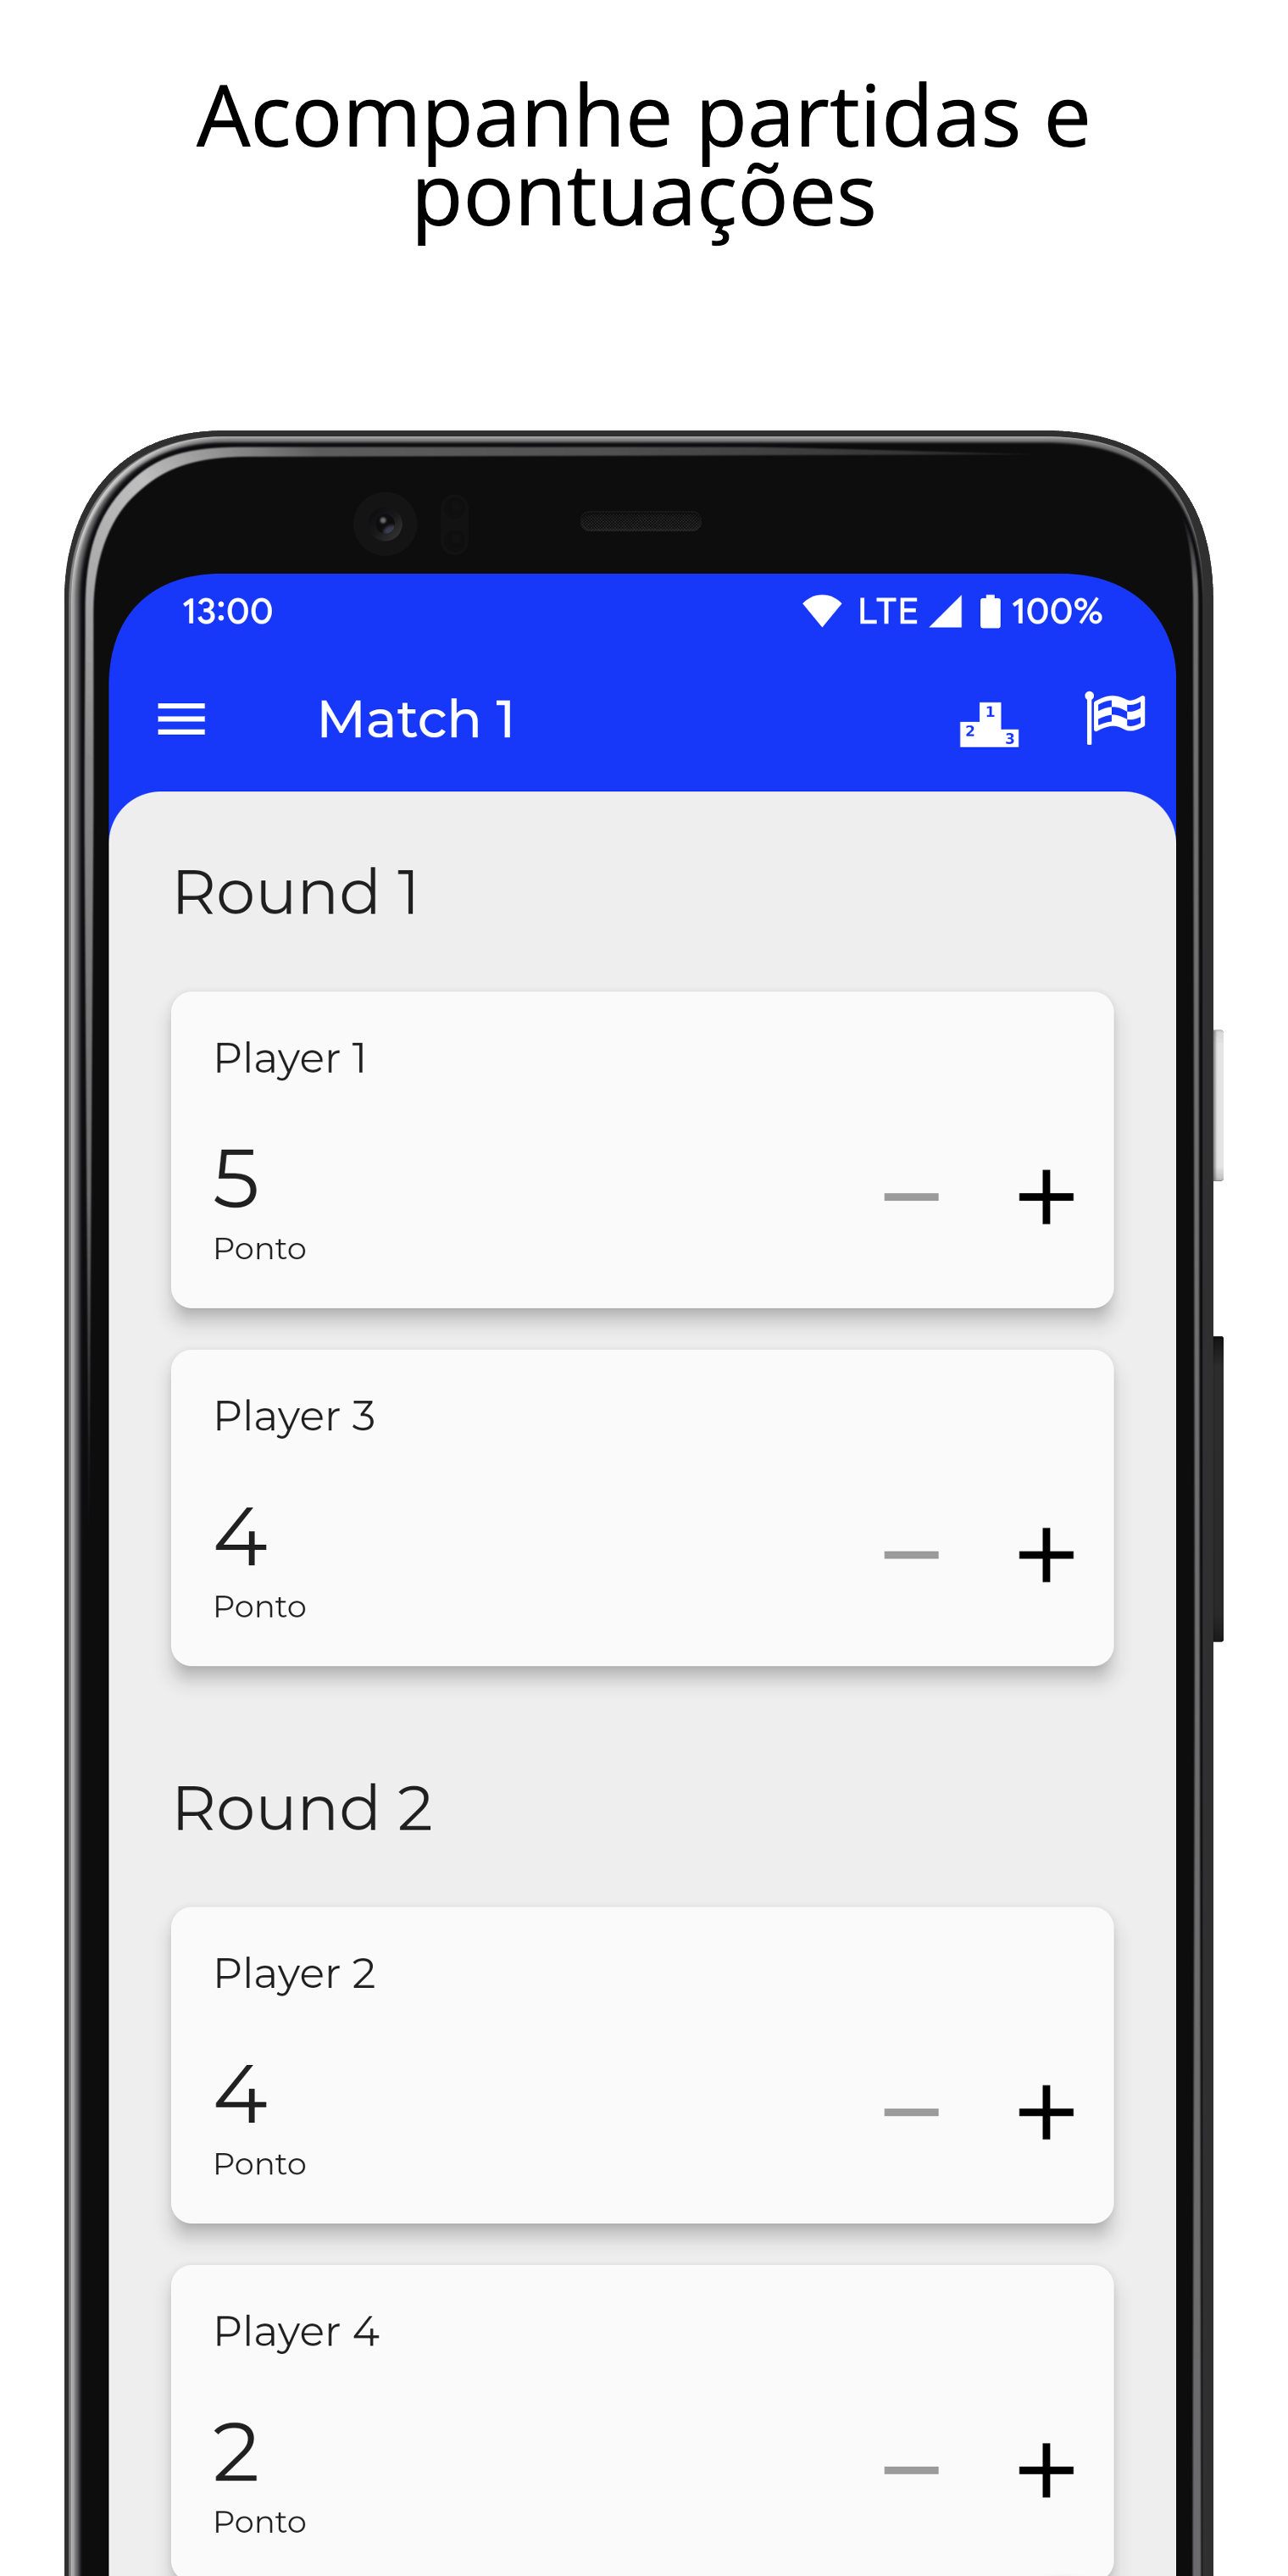 Acompanhe partidas e
pontuações
13:00 LTE 100%
Match 1
1
2
3
Round 1
Player 1
5
Ponto
Player 3
4
Ponto
Round 2
Player 2
4
Ponto
Player 4
2
Ponto